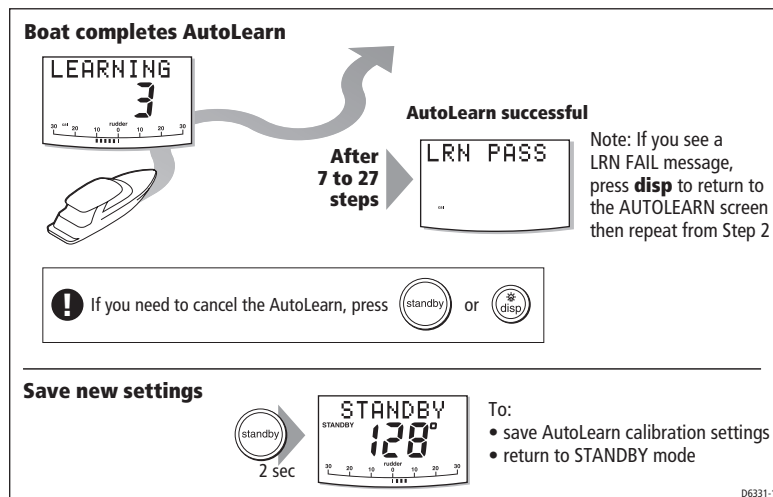 Boat completes AutoLearn
LEARNING
3
rudder
30 20 10 0 10 20 30
AutoLearn successful
After
7 to 27
steps
LRN PASS
Note: If you see a
LRN FAIL message,
press disp to return to
the AUTOLEARN screen
then repeat from Step 2
! If you need to cancel the AutoLearn, press standby or disp
Save new settings
standby
2 sec
STANDBY
STANDBY
128°
rudder
30 20 10 0 10 20 30
To:
• save AutoLearn calibration settings
• return to STANDBY mode